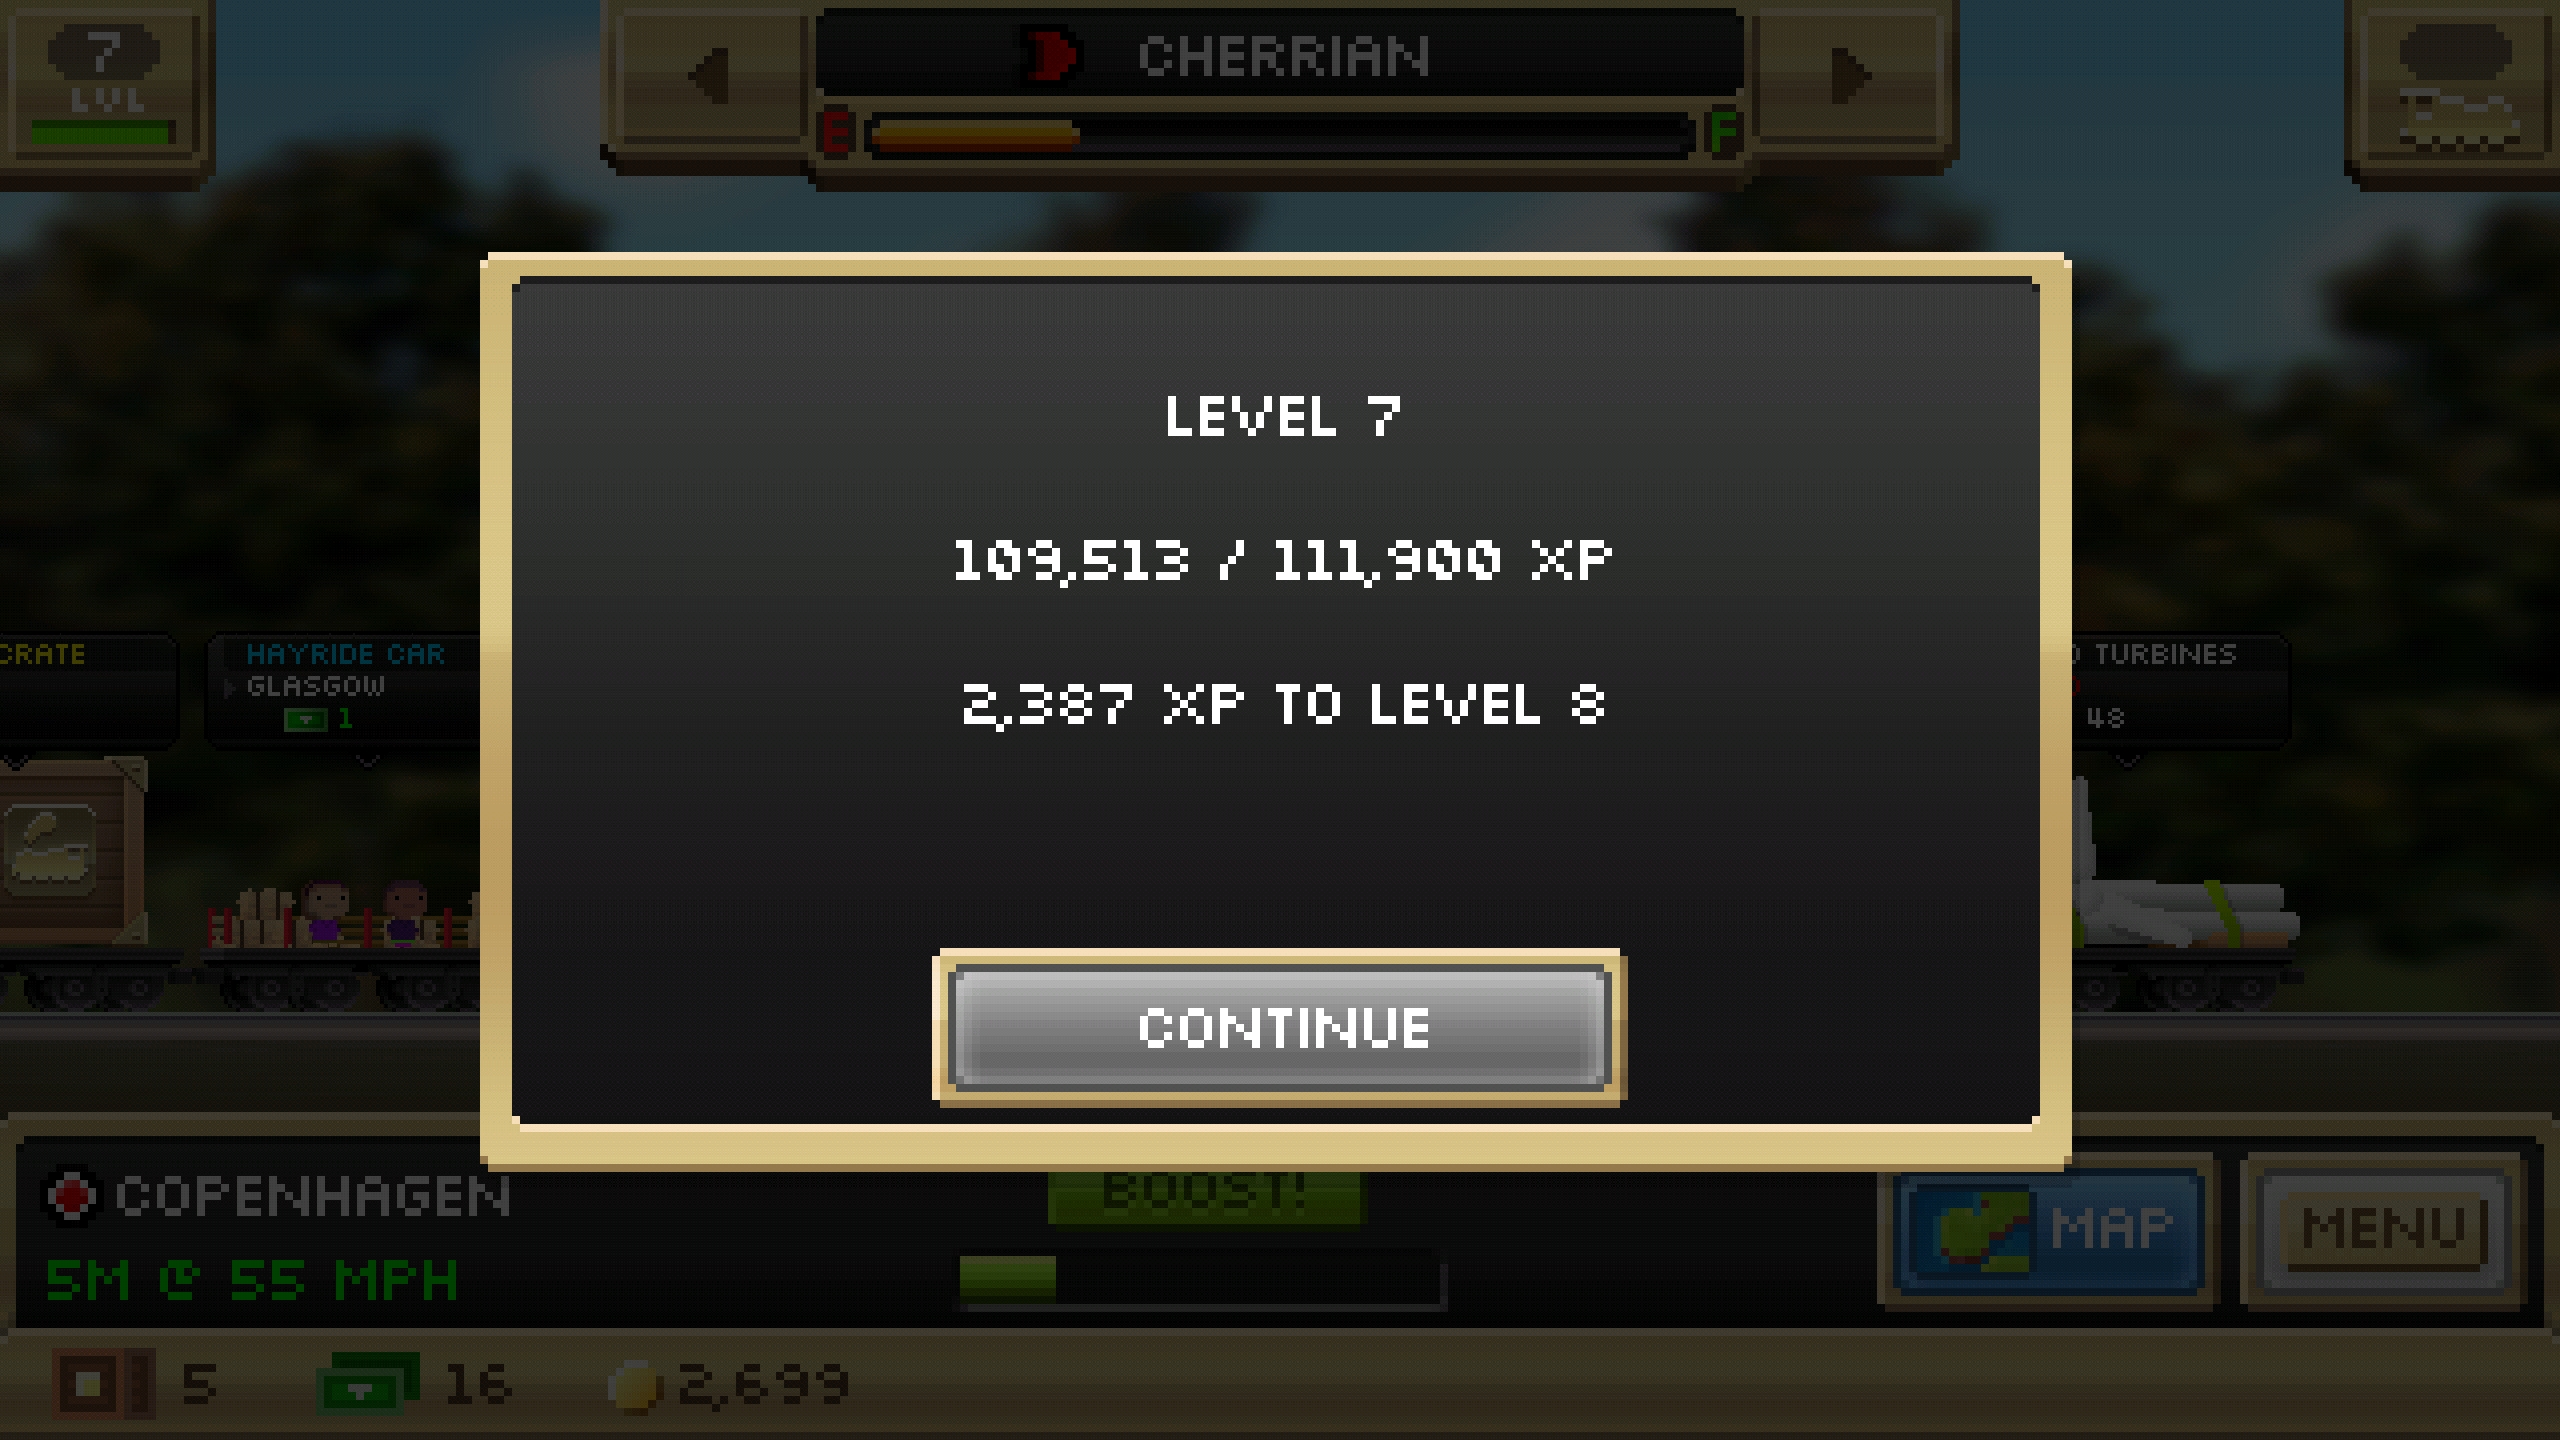 7
LVL
CHERRIAN
E
F
LEVEL 7
109,513 / 111,900 XP
2,387 XP TO LEVEL 8
CONTINUE
CRATE
HAYRIDE CAR
GLASGOW
1
TURBINES
48
COPENHAGEN
5M @ 55 MPH
BOOST!
MAP
MENU
5
16
2,699